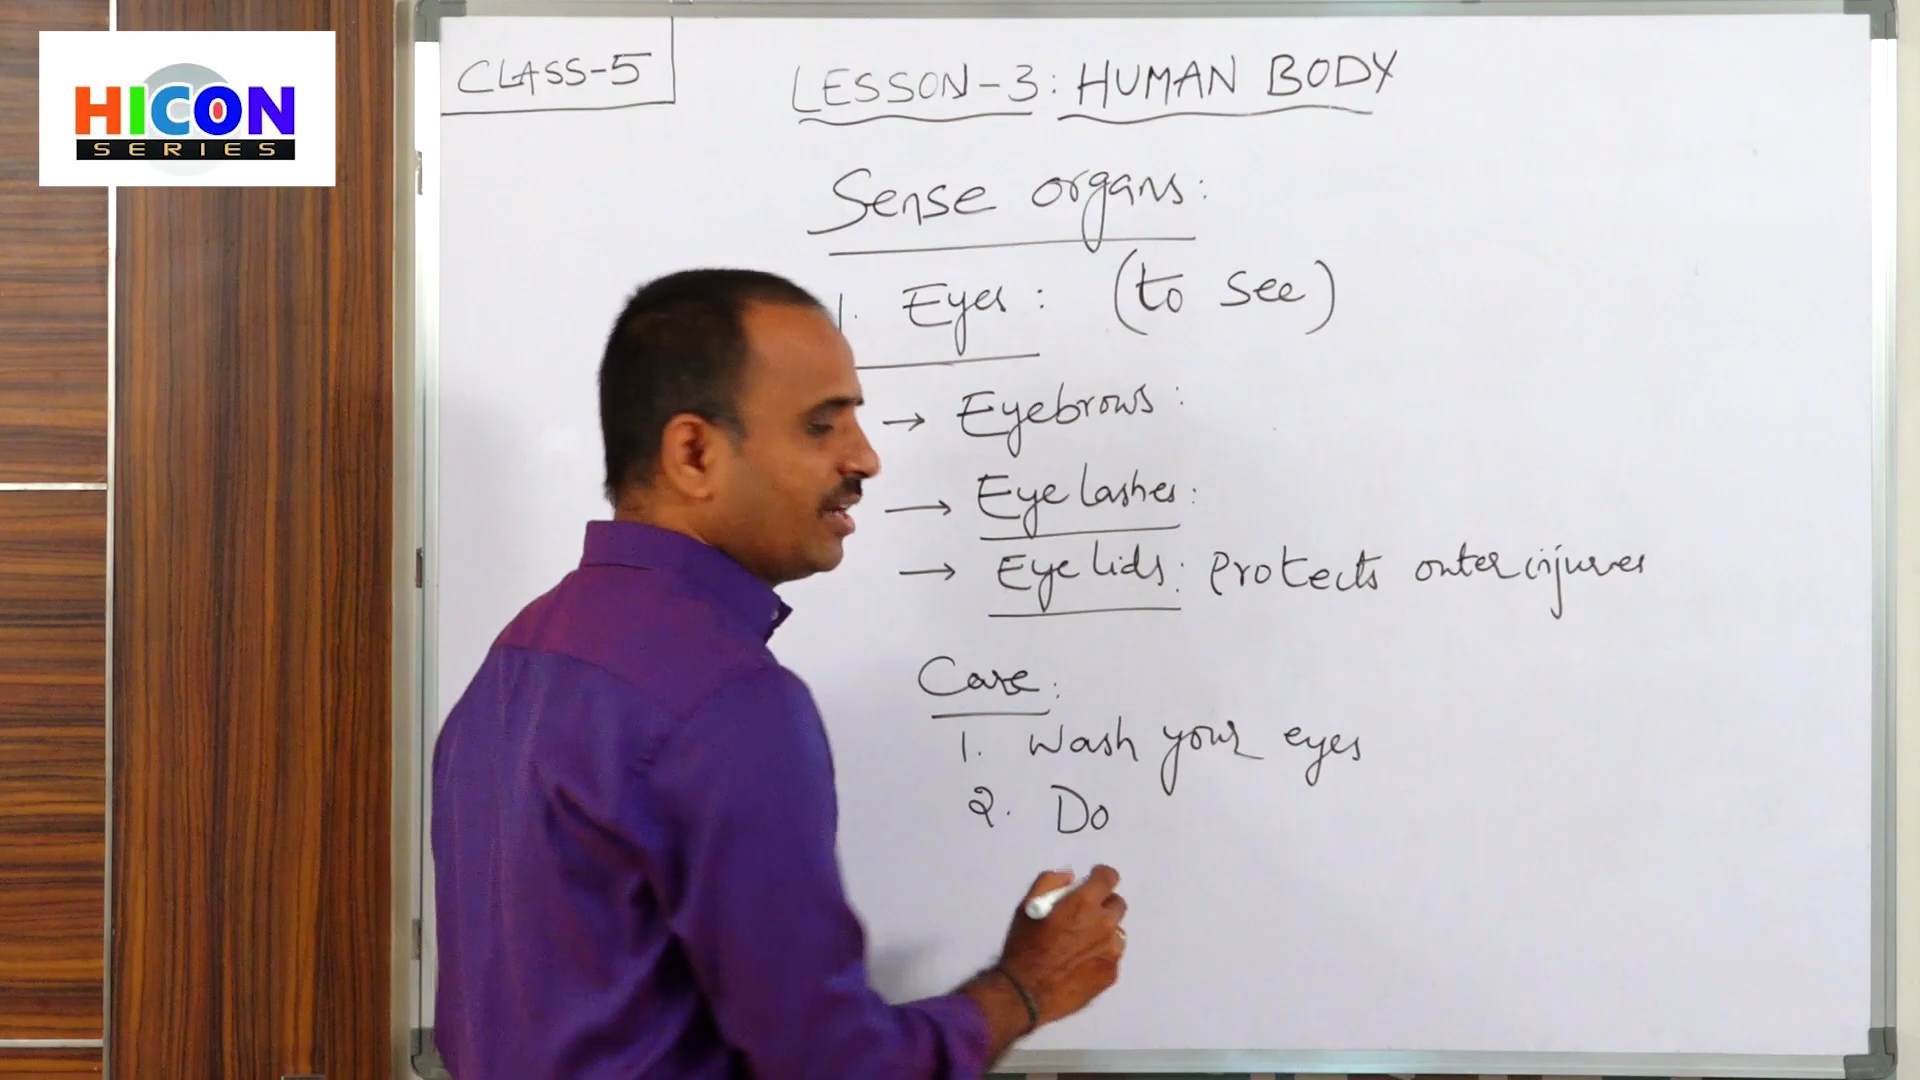 HICON
SERIES
CLASS-5
LESSON-3: HUMAN BODY
Sense organs:
1. Eyes: (to see)
→ Eyebrows:
→ Eye lashes:
→ Eye lids: Protects outer injures
Care:
1. Wash your eyes
2. Do